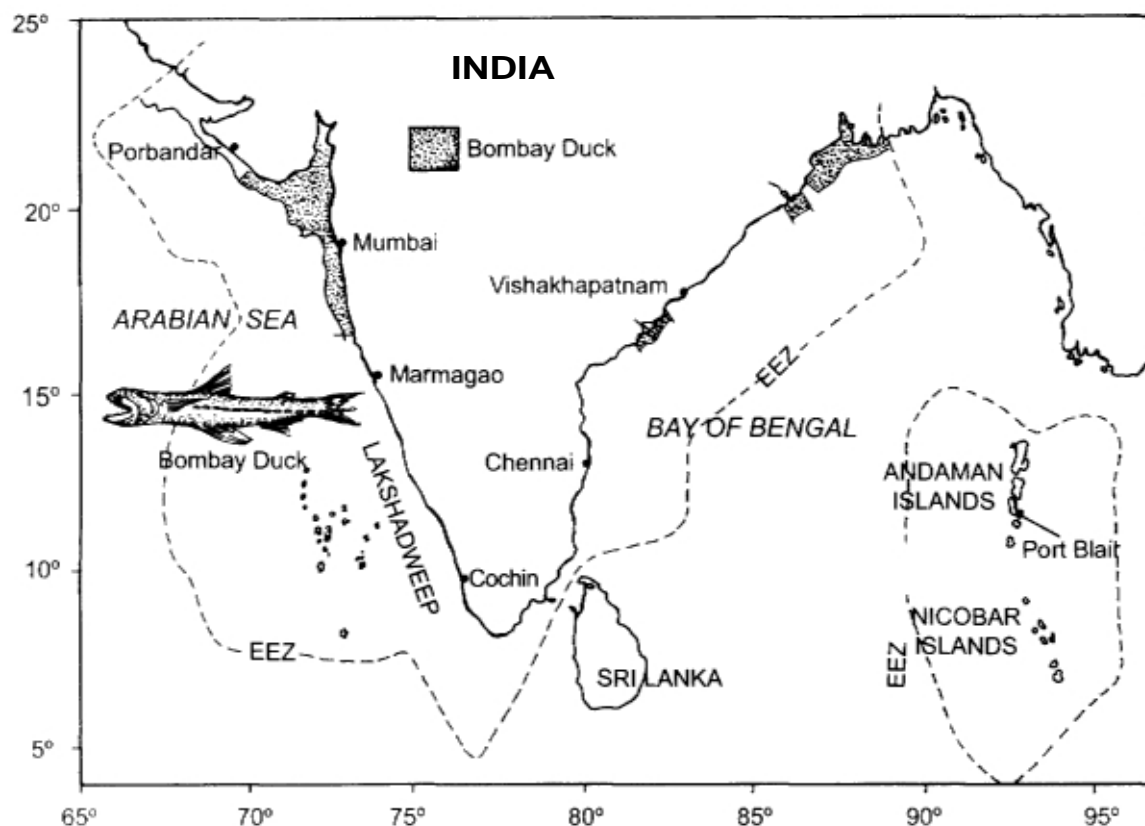 25°
INDIA
Porbandar
Bombay Duck
20°
Mumbai
Vishakhapatnam
ARABIAN SEA
EEZ
Marmagao
15°
BAY OF BENGAL
Bombay Duck
LAKSHADWEEP
Chennai
ANDAMAN
ISLANDS
Port Blair
10°
Cochin
NICOBAR
ISLANDS
EEZ
EEZ
SRI LANKA
5°
65° 70° 75° 80° 85° 90° 95°